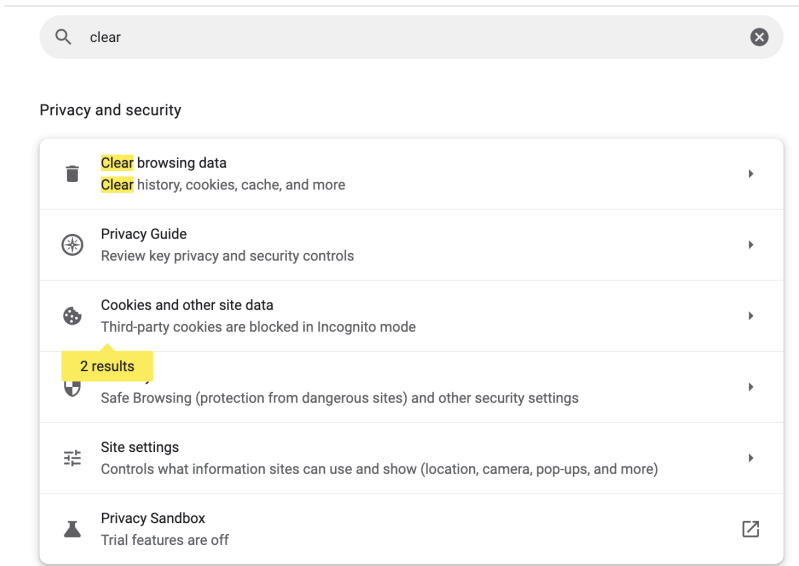 clear
Privacy and security
Clear browsing data
Clear history, cookies, cache, and more
Privacy Guide
Review key privacy and security controls
Cookies and other site data
Third-party cookies are blocked in Incognito mode
2 results
Safe Browsing (protection from dangerous sites) and other security settings
Site settings
Controls what information sites can use and show (location, camera, pop-ups, and more)
Privacy Sandbox
Trial features are off